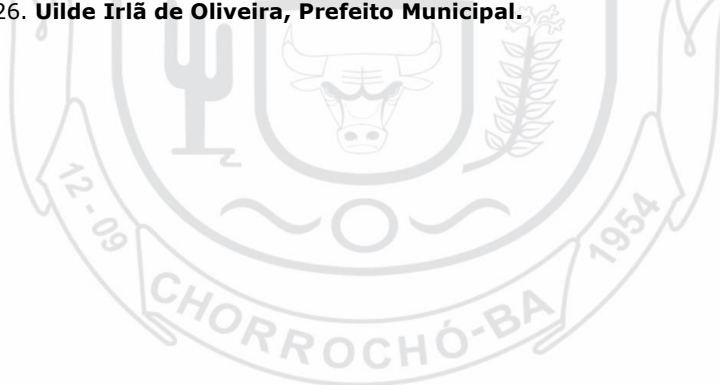 26. Uilde Irlã de Oliveira, Prefeito Municipal.
12-09
1954
CHORROCHÓ-BA